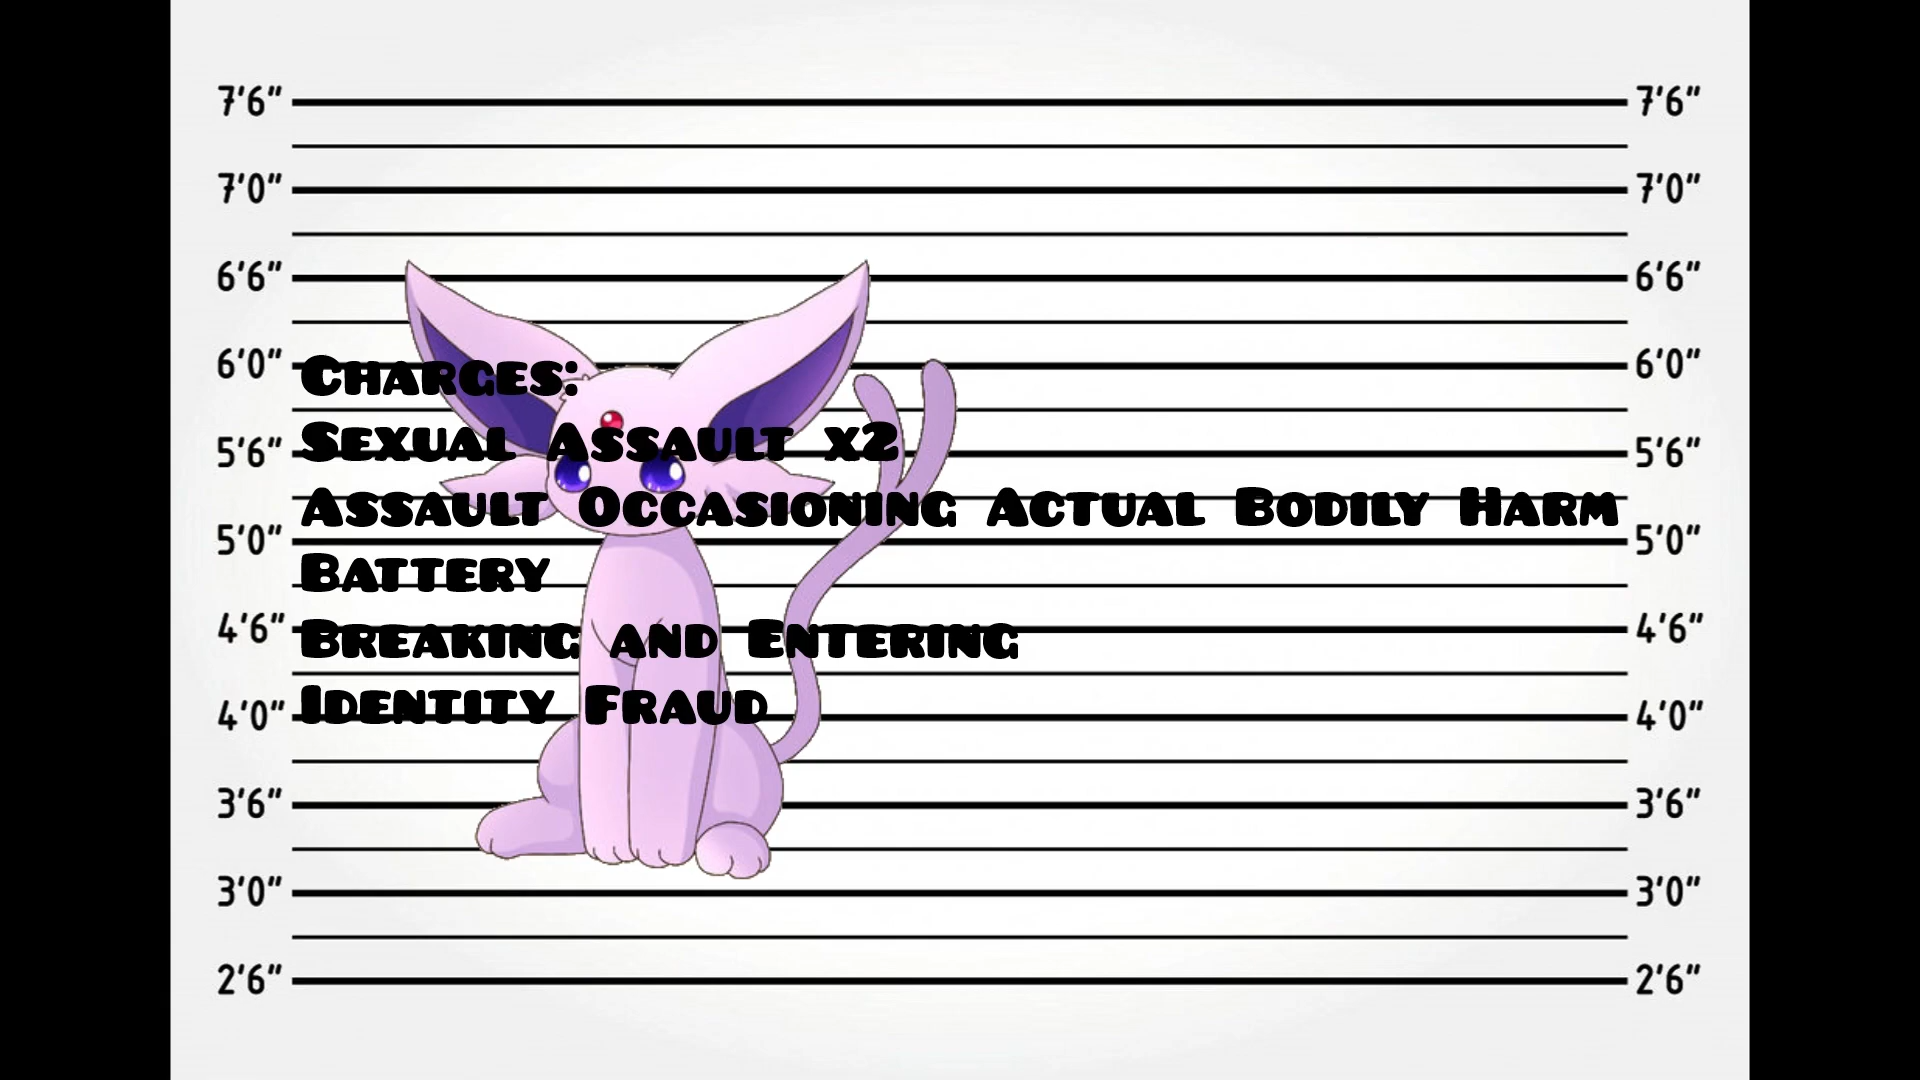 7'6" 7'6"
7'0" 7'0"
6'6" 6'6"
6'0" 6'0"
Charges:
Sexual Assault x2
5'6" 5'6"
Assault Occasioning Actual Bodily Harm
5'0" 5'0"
Battery
4'6" 4'6"
Breaking and Entering
4'0" 4'0"
Identity Fraud
3'6" 3'6"
3'0" 3'0"
2'6" 2'6"